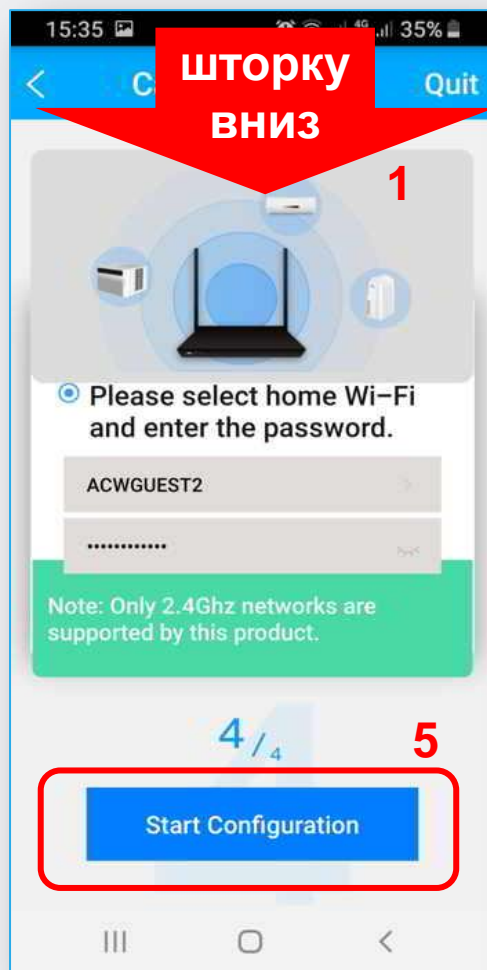 15:35 4G 35%
шторку
вниз
Quit
1
Please select home Wi-Fi
and enter the password.
ACWGUEST2
••••••••••••
Note: Only 2.4Ghz networks are
supported by this product.
4/4
5
Start Configuration